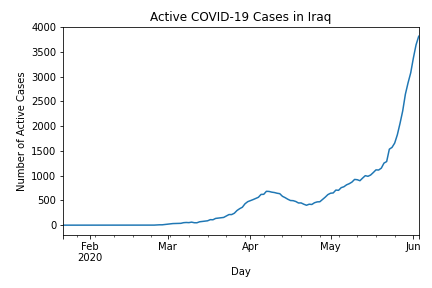 Active COVID-19 Cases in Iraq
4000
3500
3000
2500
2000
1500
1000
500
0
Number of Active Cases
Feb Mar Apr May Jun
2020
Day